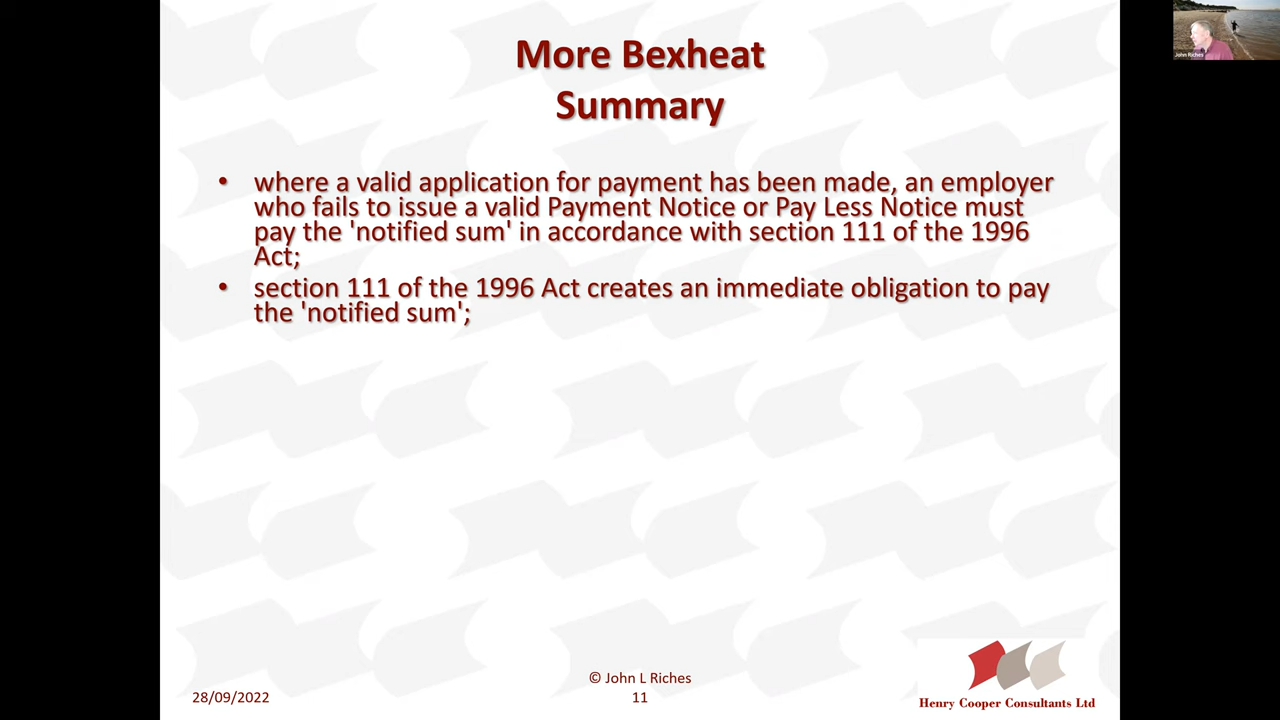 More Bexheat
Summary
John Riches
• where a valid application for payment has been made, an employer
who fails to issue a valid Payment Notice or Pay Less Notice must
pay the 'notified sum' in accordance with section 111 of the 1996
Act;
• section 111 of the 1996 Act creates an immediate obligation to pay
the 'notified sum';
© John L Riches
28/09/2022
11
Henry Cooper Consultants Ltd